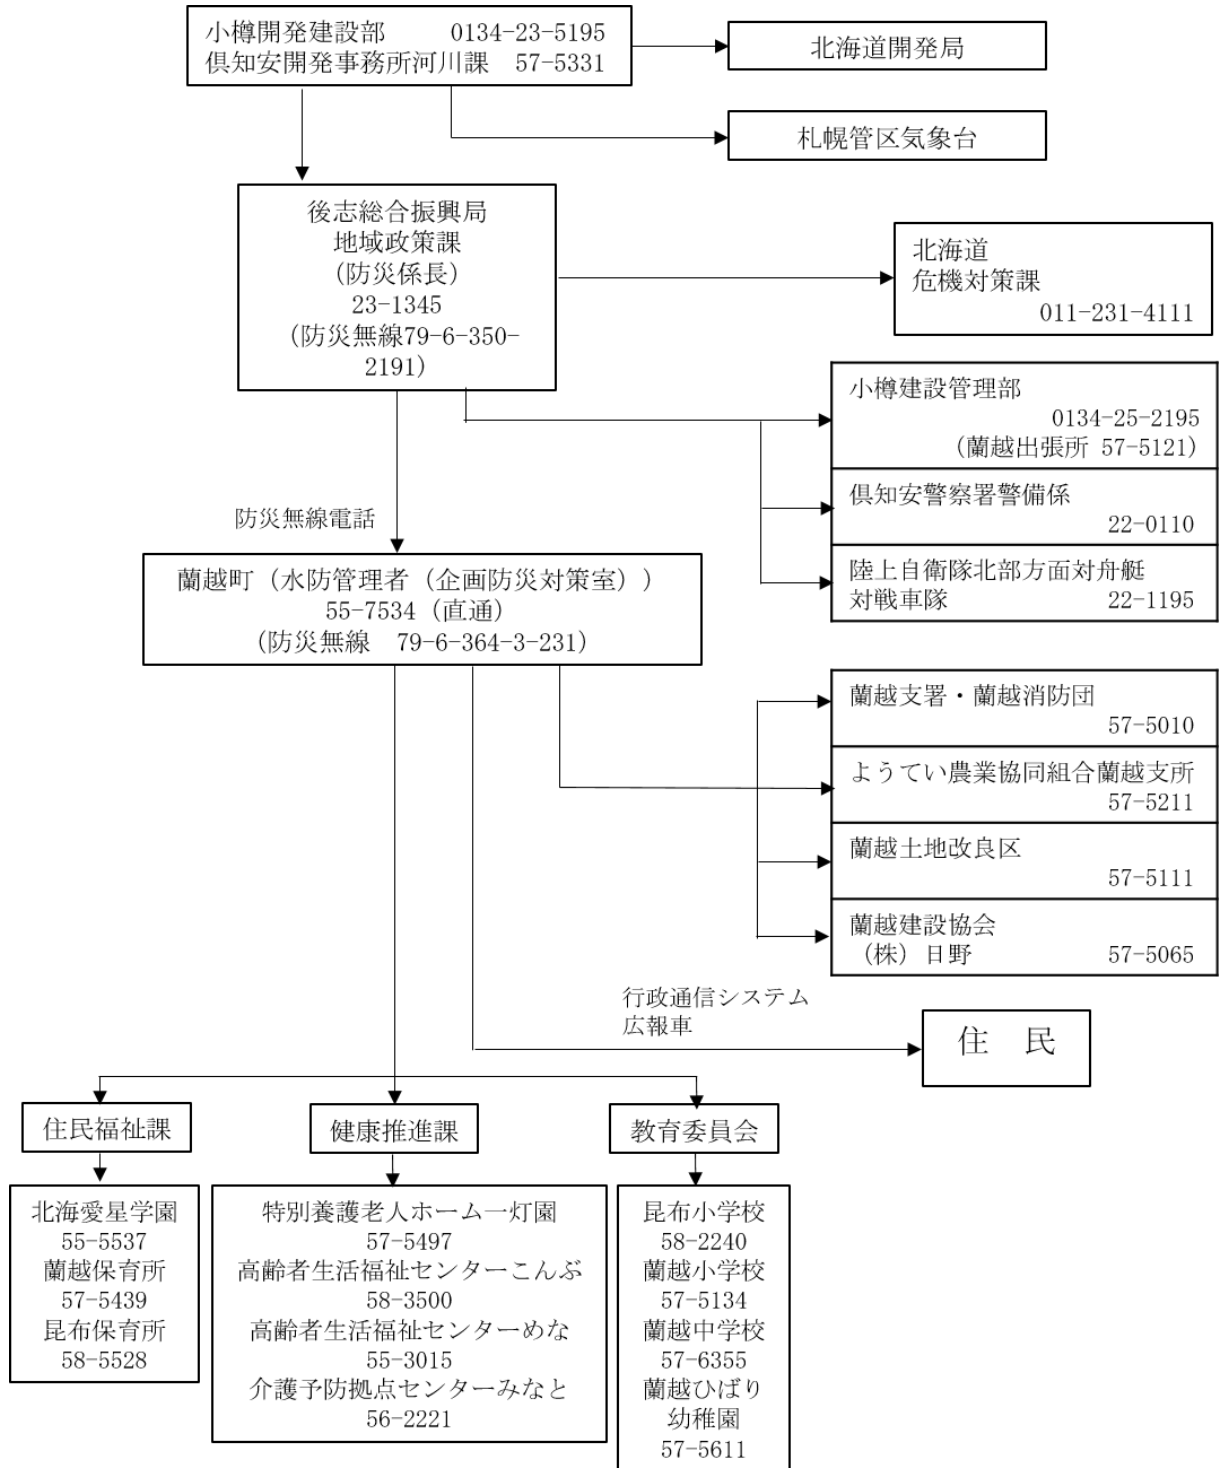 小樽開発建設部　0134-23-5195
倶知安開発事務所河川課　57-5331
北海道開発局
札幌管区気象台
後志総合振興局
地域政策課
（防災係長）
23-1345
（防災無線79-6-350-
2191）
北海道
危機対策課
011-231-4111
小樽建設管理部
0134-25-2195
（蘭越出張所 57-5121）
倶知安警察署警備係
22-0110
陸上自衛隊北部方面対舟艇
対戦車隊　22-1195
防災無線電話
蘭越町（水防管理者（企画防災対策室））
55-7534（直通）
（防災無線　79-6-364-3-231）
蘭越支署・蘭越消防団
57-5010
ようてい農業協同組合蘭越支所
57-5211
蘭越土地改良区
57-5111
蘭越建設協会
（株）日野　57-5065
行政通信システム
広報車
住　民
住民福祉課
健康推進課
教育委員会
北海愛星学園
55-5537
蘭越保育所
57-5439
昆布保育所
58-5528
特別養護老人ホーム一灯園
57-5497
高齢者生活福祉センターこんぶ
58-3500
高齢者生活福祉センターめな
55-3015
介護予防拠点センターみなと
56-2221
昆布小学校
58-2240
蘭越小学校
57-5134
蘭越中学校
57-6355
蘭越ひばり
幼稚園
57-5611